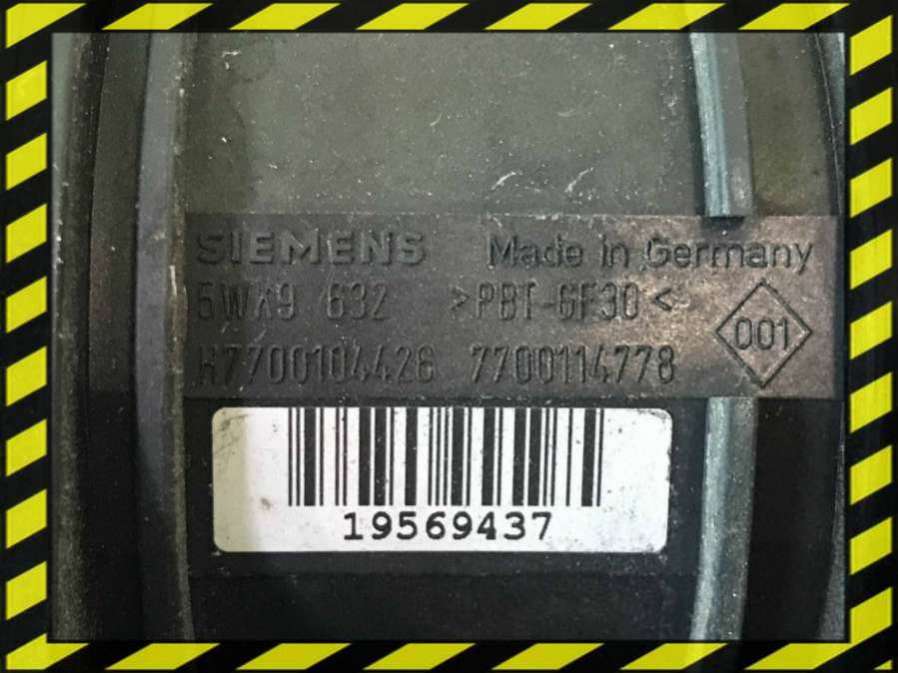 SIEMENS Made in Germany
5WK9 632 >PBT-GF30<
001
H7700104426 7700114778
19569437